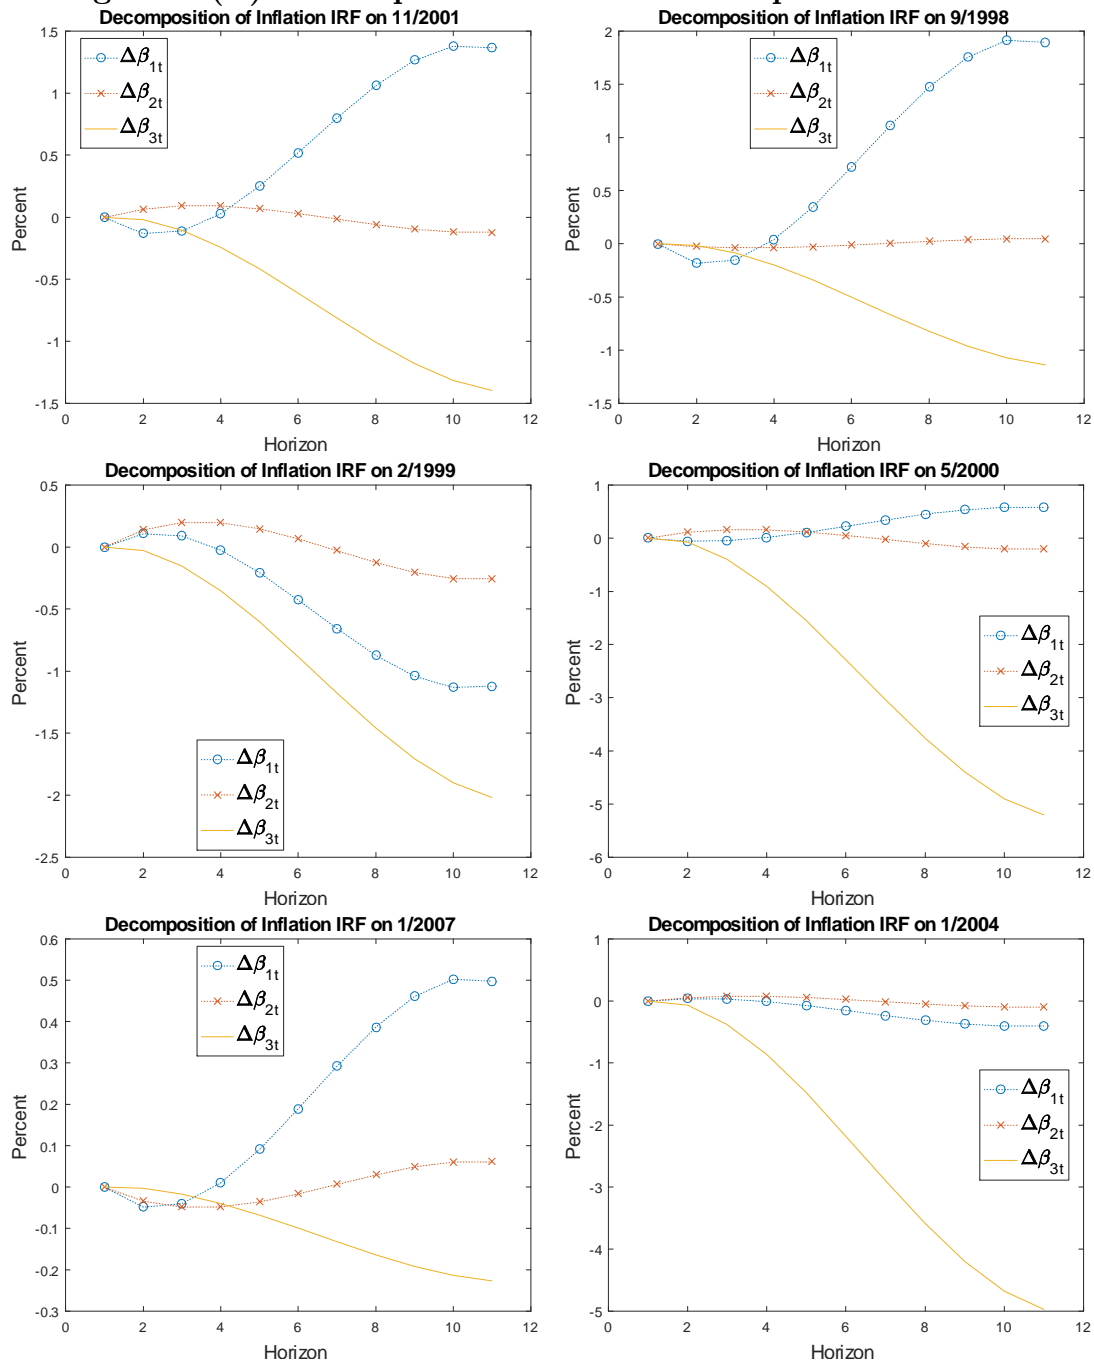 Decomposition of Inflation IRF on 11/2001
1.5
1
0.5
0
-0.5
-1
-1.5
0 2 4 6 8 10 12
Percent
Horizon
Δβ1t
Δβ2t
Δβ3t
Decomposition of Inflation IRF on 9/1998
2
1.5
1
0.5
0
-0.5
-1
-1.5
0 2 4 6 8 10 12
Percent
Horizon
Δβ1t
Δβ2t
Δβ3t
Decomposition of Inflation IRF on 2/1999
0.5
0
-0.5
-1
-1.5
-2
-2.5
0 2 4 6 8 10 12
Percent
Horizon
Δβ1t
Δβ2t
Δβ3t
Decomposition of Inflation IRF on 5/2000
1
0
-1
-2
-3
-4
-5
-6
0 2 4 6 8 10 12
Percent
Horizon
Δβ1t
Δβ2t
Δβ3t
Decomposition of Inflation IRF on 1/2007
0.6
0.5
0.4
0.3
0.2
0.1
0
-0.1
-0.2
-0.3
0 2 4 6 8 10 12
Percent
Horizon
Δβ1t
Δβ2t
Δβ3t
Decomposition of Inflation IRF on 1/2004
1
0
-1
-2
-3
-4
-5
0 2 4 6 8 10 12
Percent
Horizon
Δβ1t
Δβ2t
Δβ3t